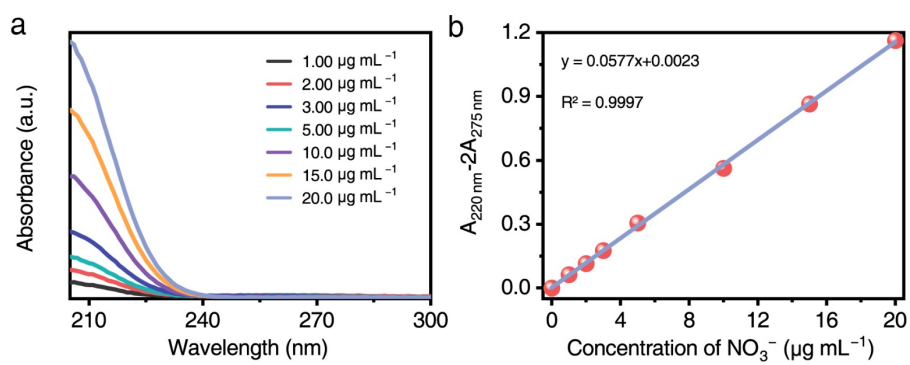 a
Absorbance (a.u.)
1.00 µg mL⁻¹
2.00 µg mL⁻¹
3.00 µg mL⁻¹
5.00 µg mL⁻¹
10.0 µg mL⁻¹
15.0 µg mL⁻¹
20.0 µg mL⁻¹
210 240 270 300
Wavelength (nm)
b
A₂₂₀ ₙₘ-2A₂₇₅ ₙₘ
1.2
0.9
0.6
0.3
0.0
y = 0.0577x+0.0023
R² = 0.9997
0 4 8 12 16 20
Concentration of NO₃⁻ (µg mL⁻¹)